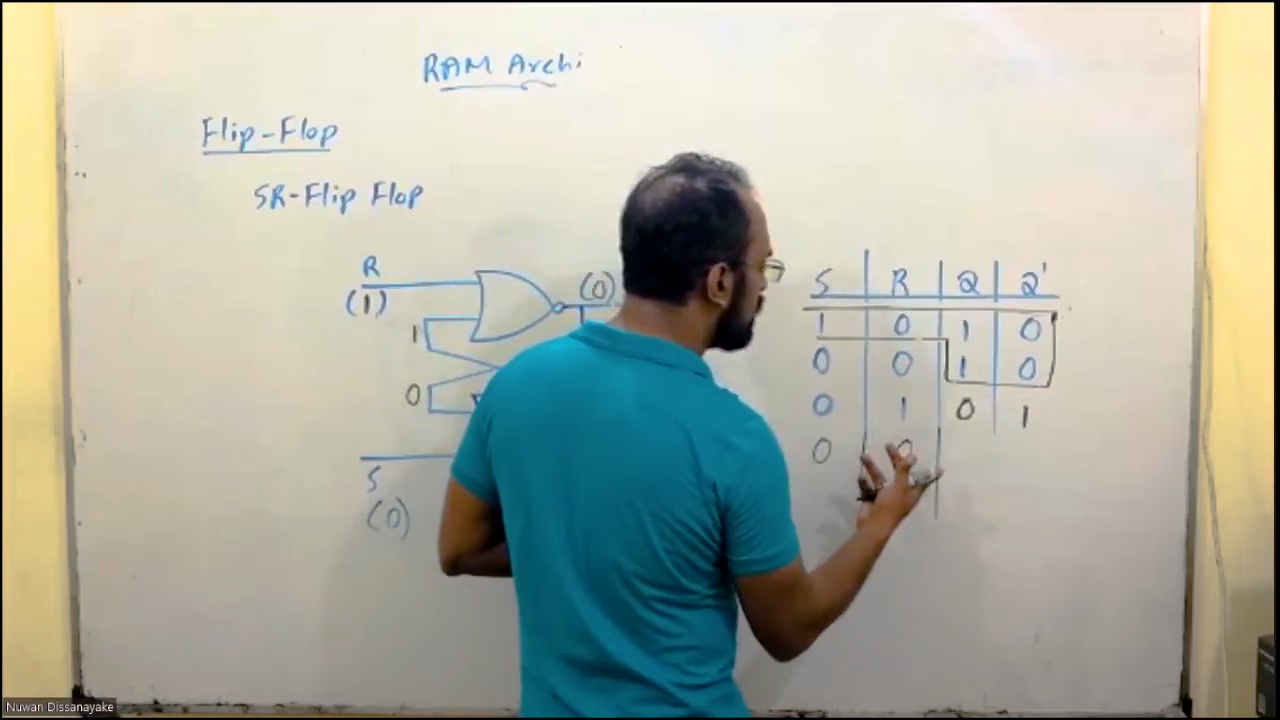 RAM Archi
Flip-Flop
SR-Flip Flop
R
(1)
(0)
1
0
S
(0)
S R Q Q'
1 0 1 0
0 0 1 0
0 1 0 1
0 0
Nuwan Dissanayake